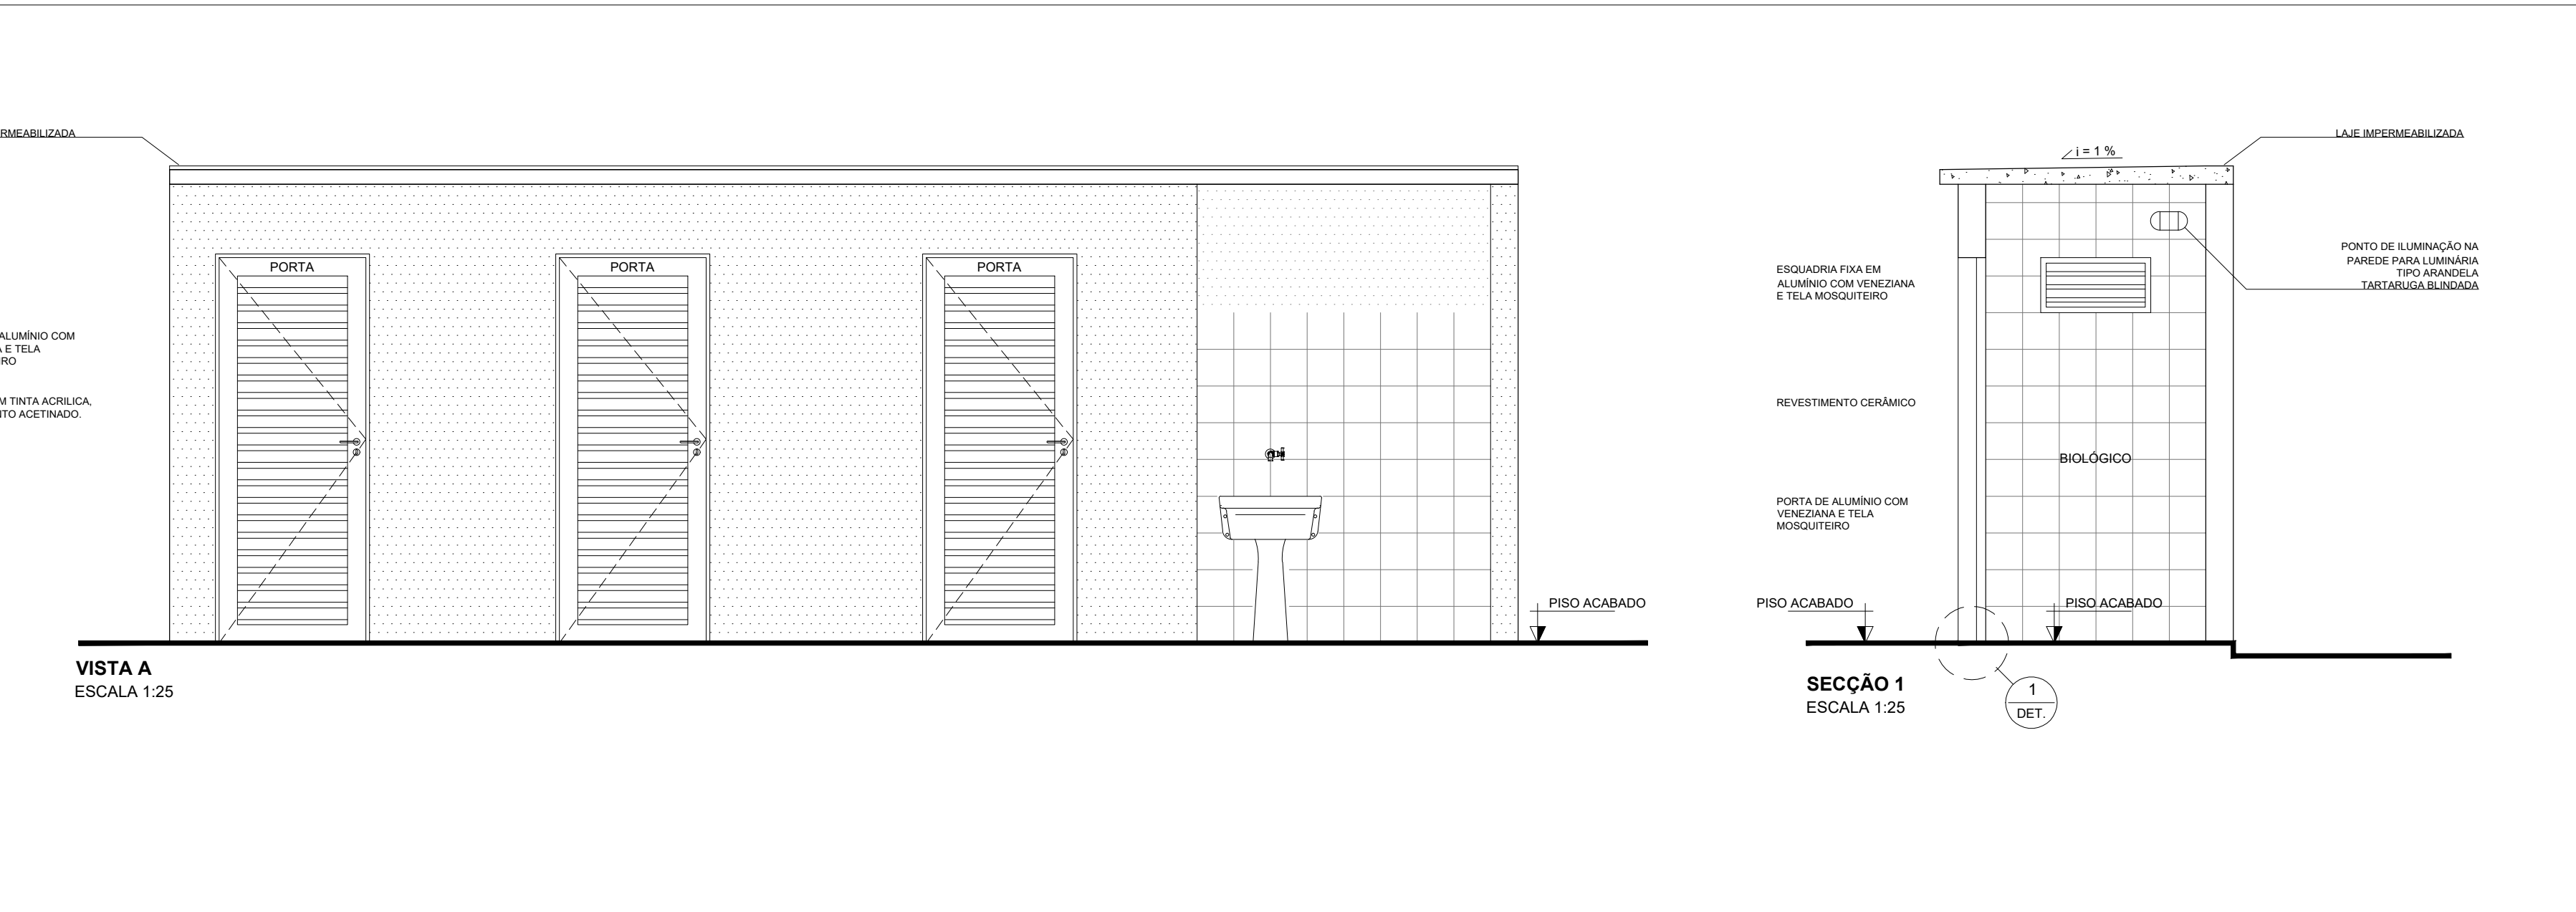 RMEABILIZADA
ALUMÍNIO COM
A E TELA
RO
M TINTA ACRILICA,
NTO ACETINADO.
PORTA
PORTA
PORTA
PISO ACABADO
VISTA A
ESCALA 1:25
i = 1 %
LAJE IMPERMEABILIZADA
PONTO DE ILUMINAÇÃO NA
PAREDE PARA LUMINÁRIA
TIPO ARANDELA
TARTARUGA BLINDADA
ESQUADRIA FIXA EM
ALUMÍNIO COM VENEZIANA
E TELA MOSQUITEIRO
REVESTIMENTO CERÂMICO
BIOLÓGICO
PORTA DE ALUMÍNIO COM
VENEZIANA E TELA
MOSQUITEIRO
PISO ACABADO
PISO ACABADO
SECÇÃO 1
ESCALA 1:25
1
DET.